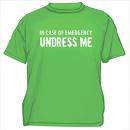 IN CASE OF EMERGENCY
UNDRESS ME